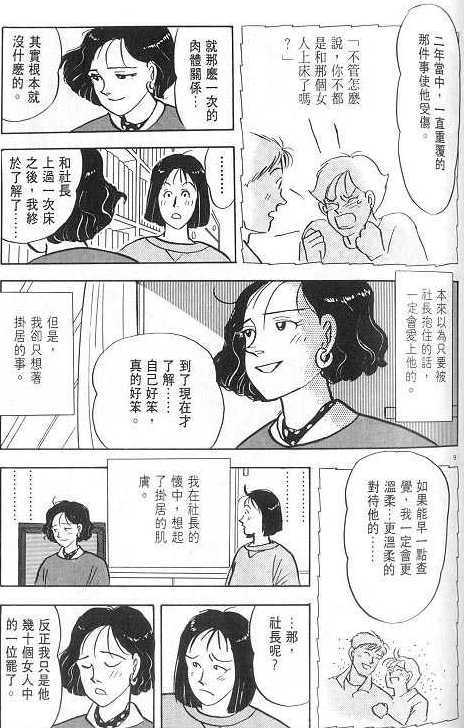 二年當中，一直重覆的
那件事使他受傷。
「不管怎麼
說，你不都
是和那個女
人上床了嗎
？」
就那麼一次的
肉體關係…
其實根本就
沒什麼的。
………
和社長
上過一次床
之後，我終
於了解了……
本來以為只要被
社長抱住的話，
一定會愛上他的。
到了現在才
了解……
自己好笨，
真的好笨。
但是，
我卻只想著
掛居的事。
9
如果能早一點查
覺，我一定會更
溫柔…更溫柔的
對待他的……
我在社長的
懷中，想起
了掛居的肌
膚。
…那，
社長呢？
反正我只是他
幾十個女人中
的一位罷了。